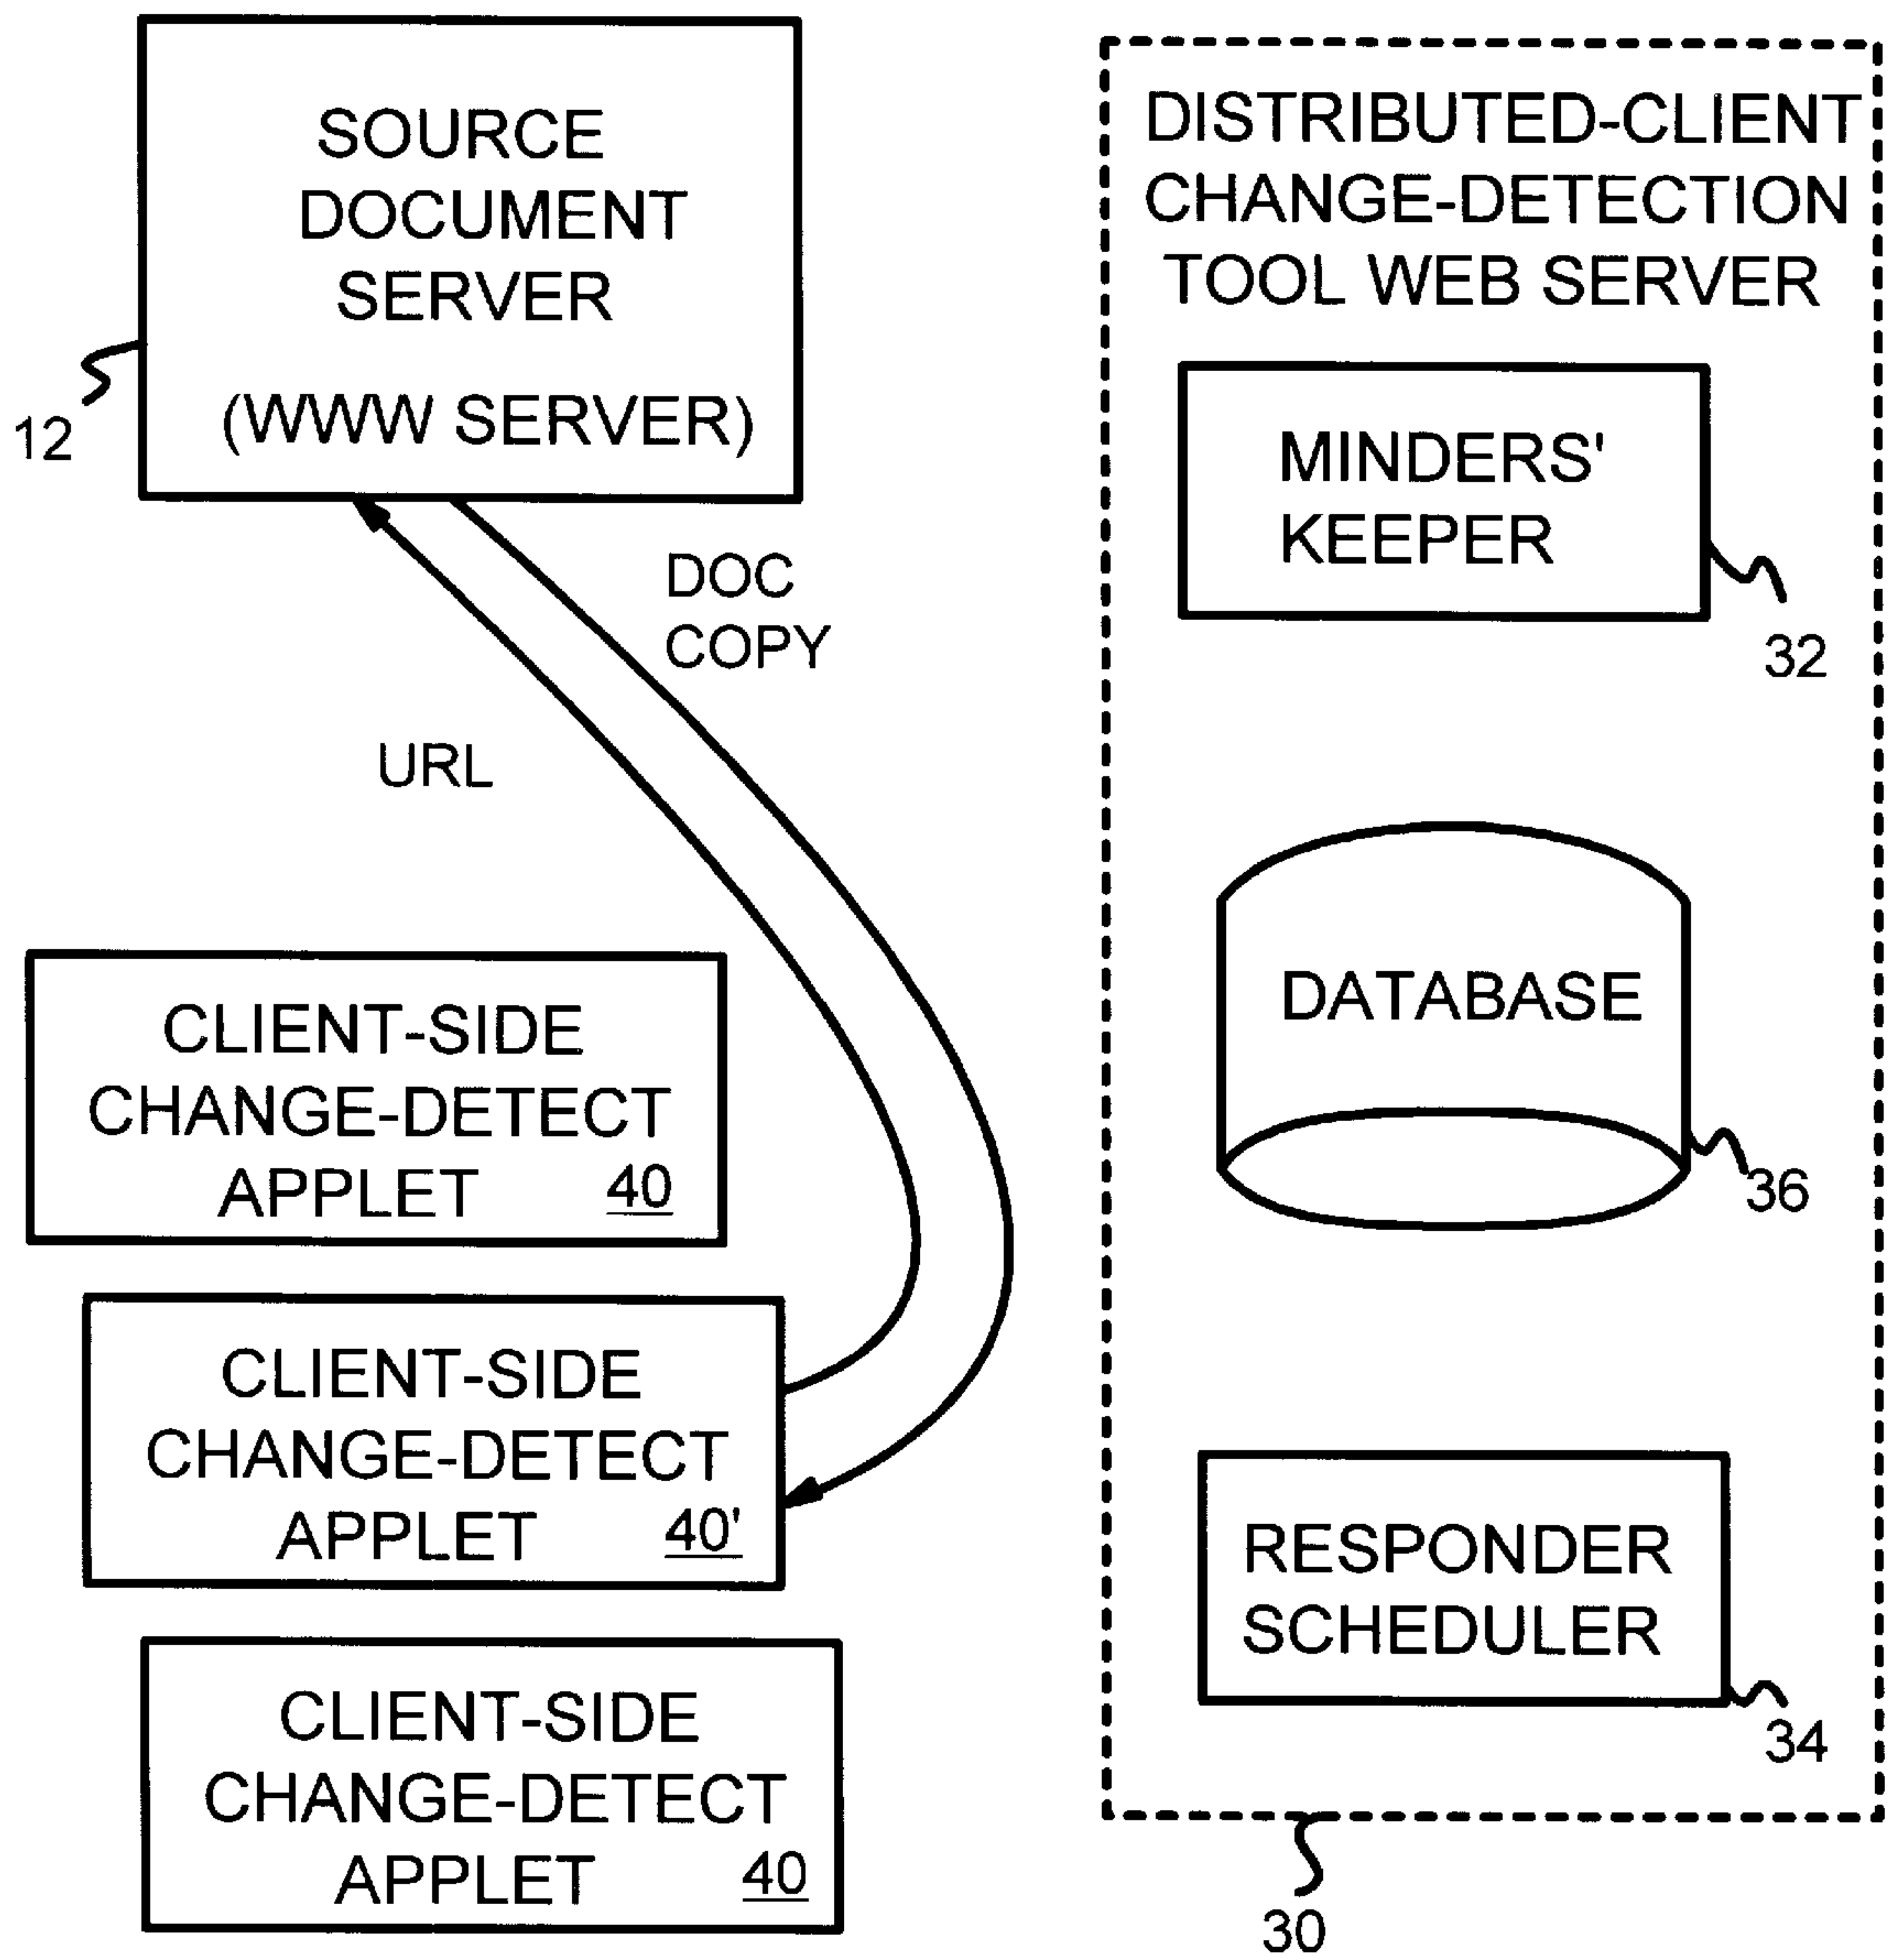 SOURCE
DOCUMENT
SERVER
(WWW SERVER)
12
DOC
COPY
URL
CLIENT-SIDE
CHANGE-DETECT
APPLET 40
CLIENT-SIDE
CHANGE-DETECT
APPLET 40'
CLIENT-SIDE
CHANGE-DETECT
APPLET 40
DISTRIBUTED-CLIENT
CHANGE-DETECTION
TOOL WEB SERVER
MINDERS'
KEEPER
32
DATABASE
36
RESPONDER
SCHEDULER
34
30